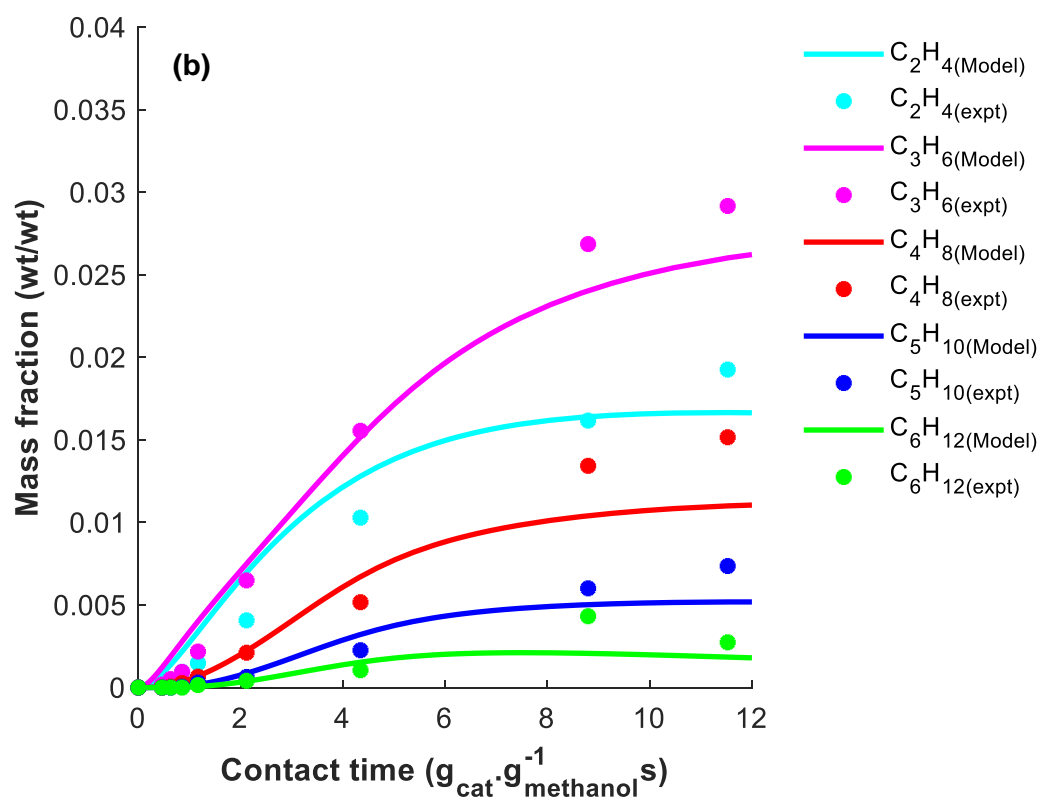 (b)
Mass fraction (wt/wt)
0.04
0.035
0.03
0.025
0.02
0.015
0.01
0.005
0
0 2 4 6 8 10 12
Contact time (g_cat.g^-1_methanol s)
C2H4(Model)
C2H4(expt)
C3H6(Model)
C3H6(expt)
C4H8(Model)
C4H8(expt)
C5H10(Model)
C5H10(expt)
C6H12(Model)
C6H12(expt)